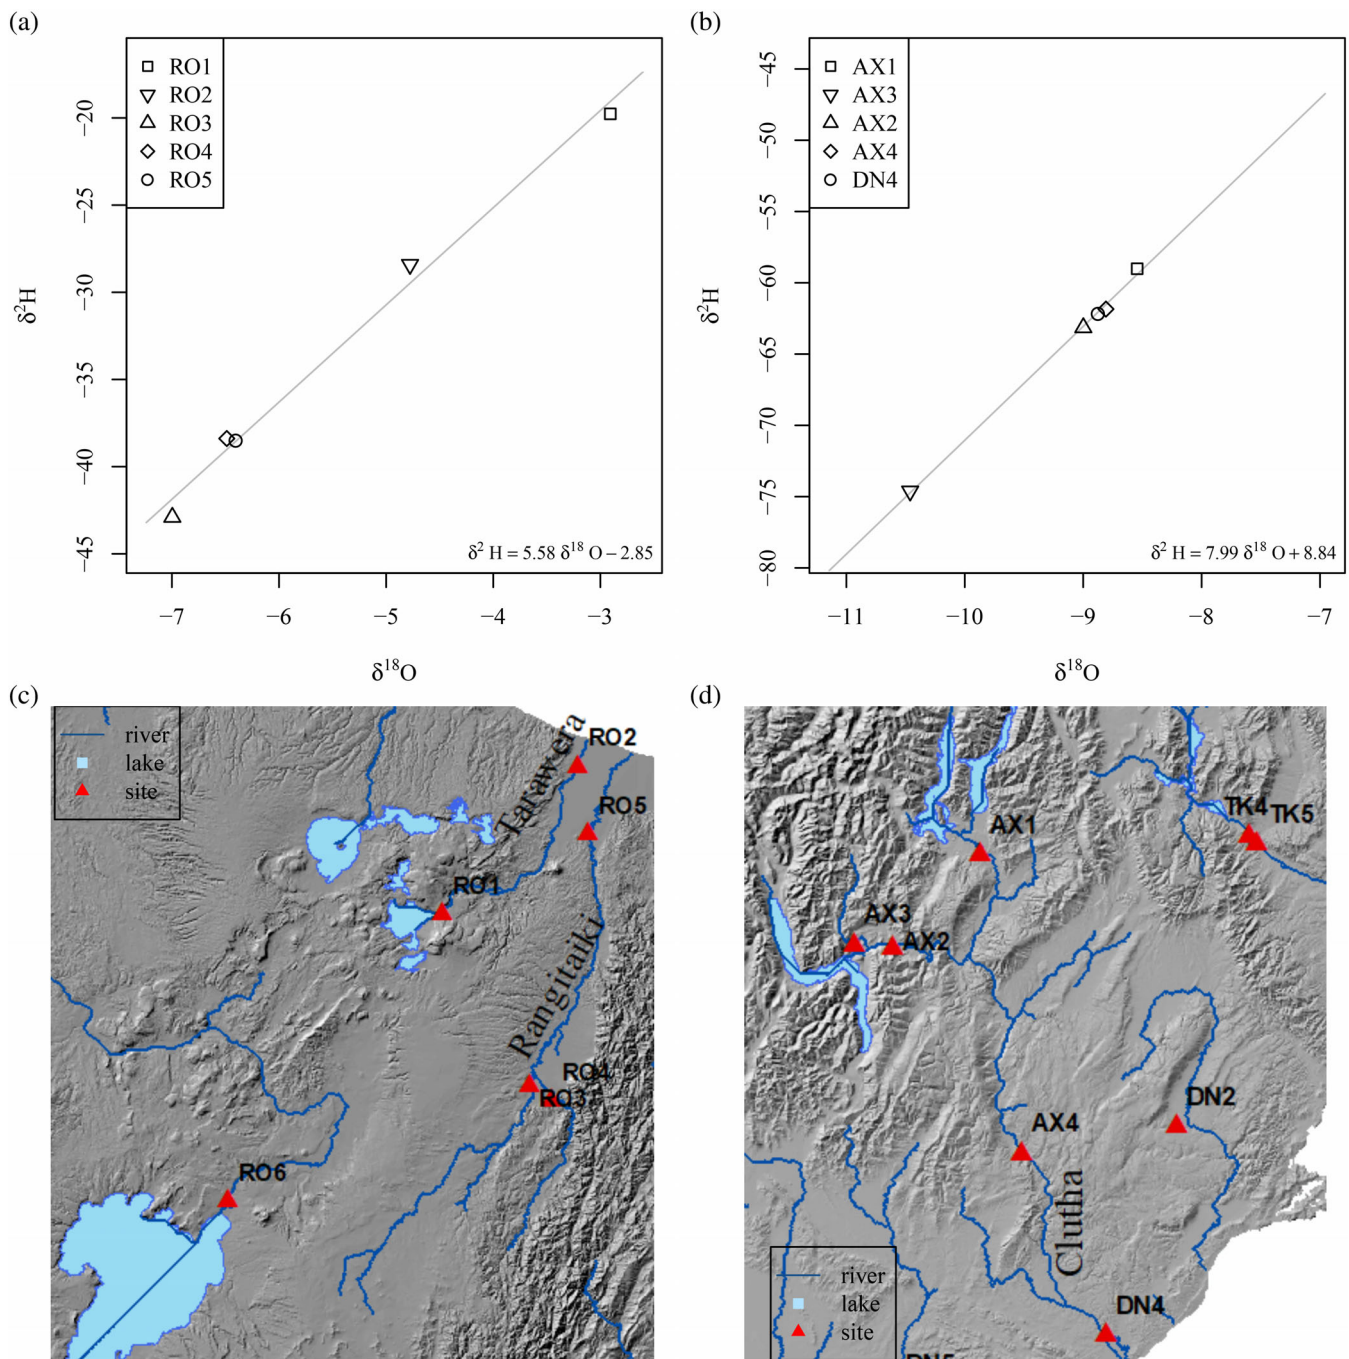 (a)
RO1
RO2
RO3
RO4
RO5
−20
−25
−30
−35
−40
−45
δ²H
δ² H = 5.58 δ¹⁸ O − 2.85
−7
−6
−5
−4
−3
δ¹⁸O
(b)
AX1
AX3
AX2
AX4
DN4
−45
−50
−55
−60
−65
−70
−75
−80
δ²H
δ² H = 7.99 δ¹⁸ O + 8.84
−11
−10
−9
−8
−7
δ¹⁸O
(c)
river
lake
site
Tarawera
RO2
RO5
RO1
Rangitaiki
RO4
RO3
RO6
(d)
TK4
TK5
AX1
AX3
AX2
DN2
AX4
Clutha
river
lake
site
DN4
DN5